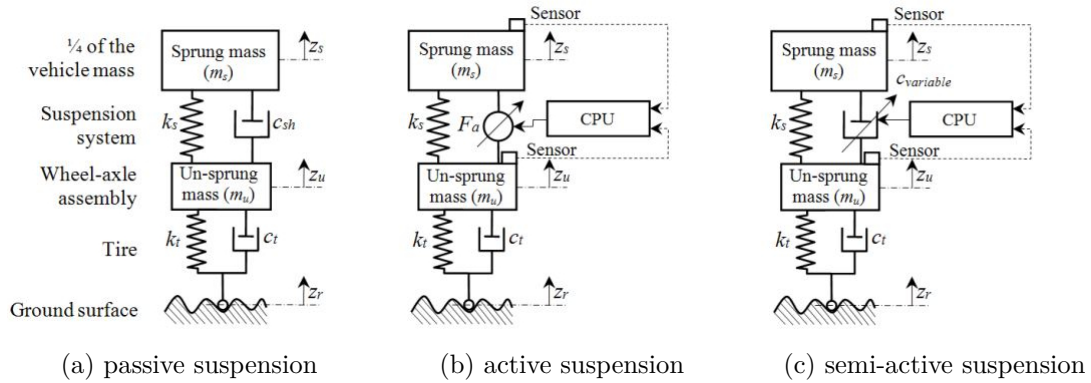 ¼ of the
vehicle mass
Suspension
system
Wheel-axle
assembly
Tire
Ground surface
Sprung mass
(mₛ)
zₛ
kₛ
cₛₕ
Un-sprung
mass (mᵤ)
zᵤ
kₜ
cₜ
zᵣ
(a) passive suspension
Sensor
Sprung mass
(mₛ)
zₛ
kₛ
Fₐ
CPU
Sensor
Un-sprung
mass (mᵤ)
zᵤ
kₜ
cₜ
zᵣ
(b) active suspension
Sensor
Sprung mass
(mₛ)
zₛ
c_variable
kₛ
CPU
Sensor
Un-sprung
mass (mᵤ)
zᵤ
kₜ
cₜ
zᵣ
(c) semi-active suspension